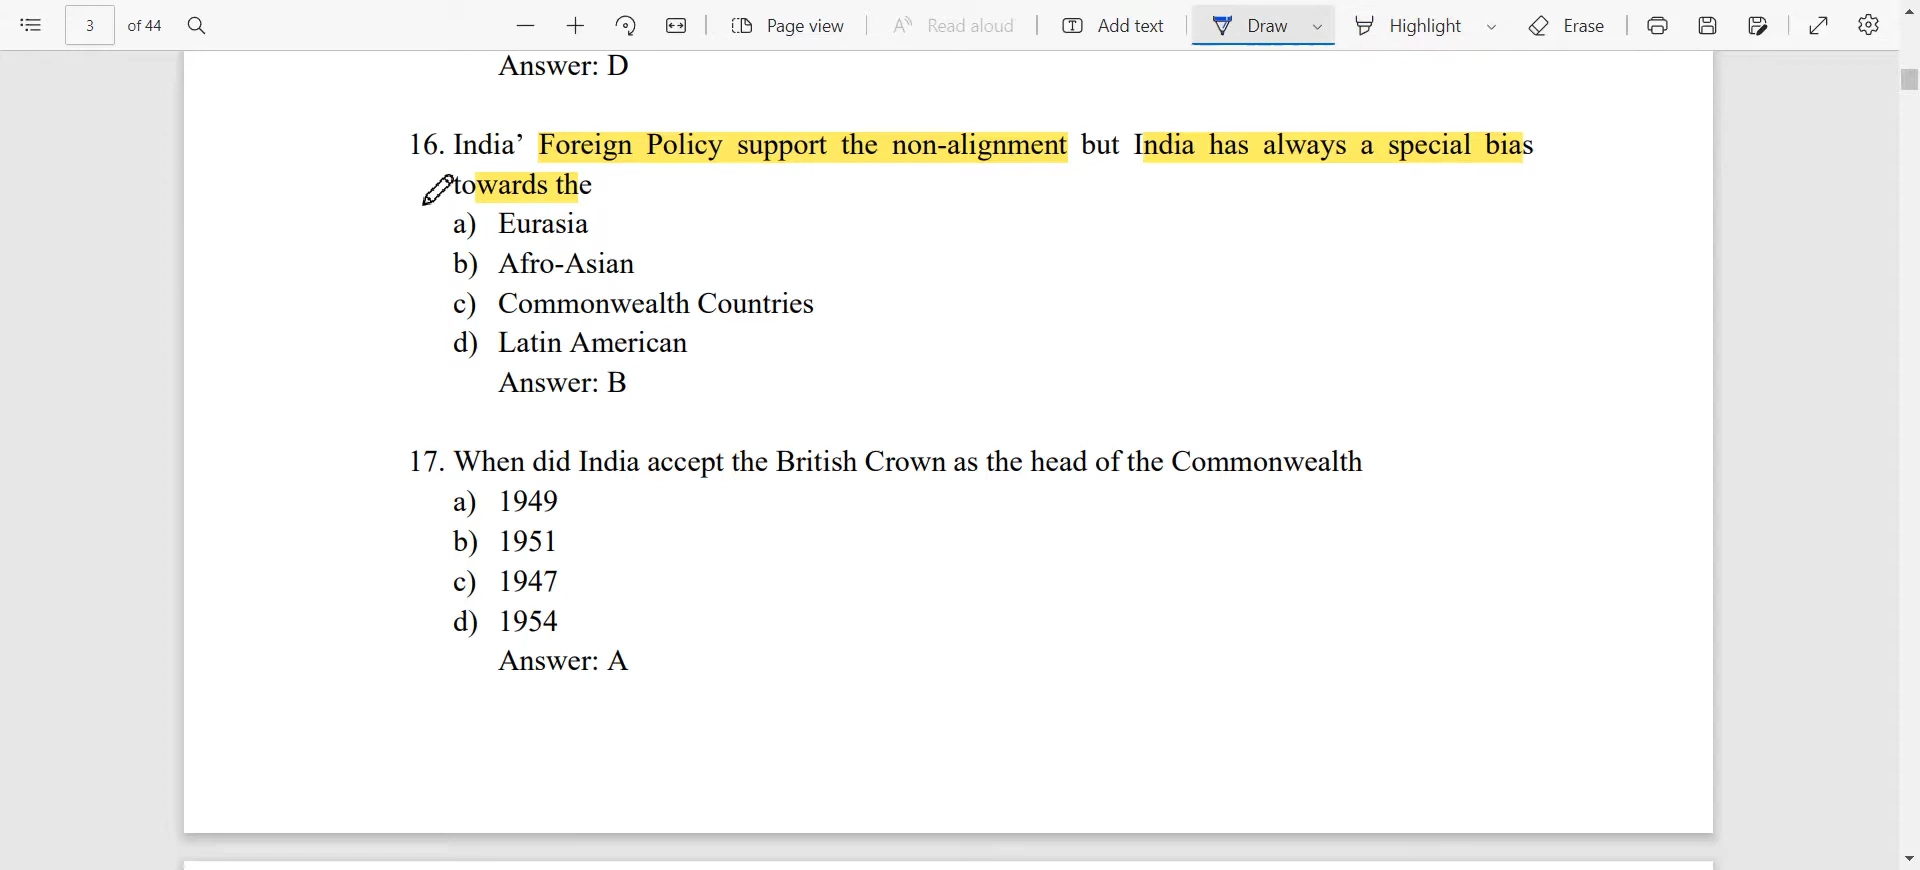 3 of 44 Page view Read aloud Add text Draw Highlight Erase
Answer: D
16. India’ Foreign Policy support the non-alignment but India has always a special bias
towards the
a) Eurasia
b) Afro-Asian
c) Commonwealth Countries
d) Latin American
Answer: B
17. When did India accept the British Crown as the head of the Commonwealth
a) 1949
b) 1951
c) 1947
d) 1954
Answer: A